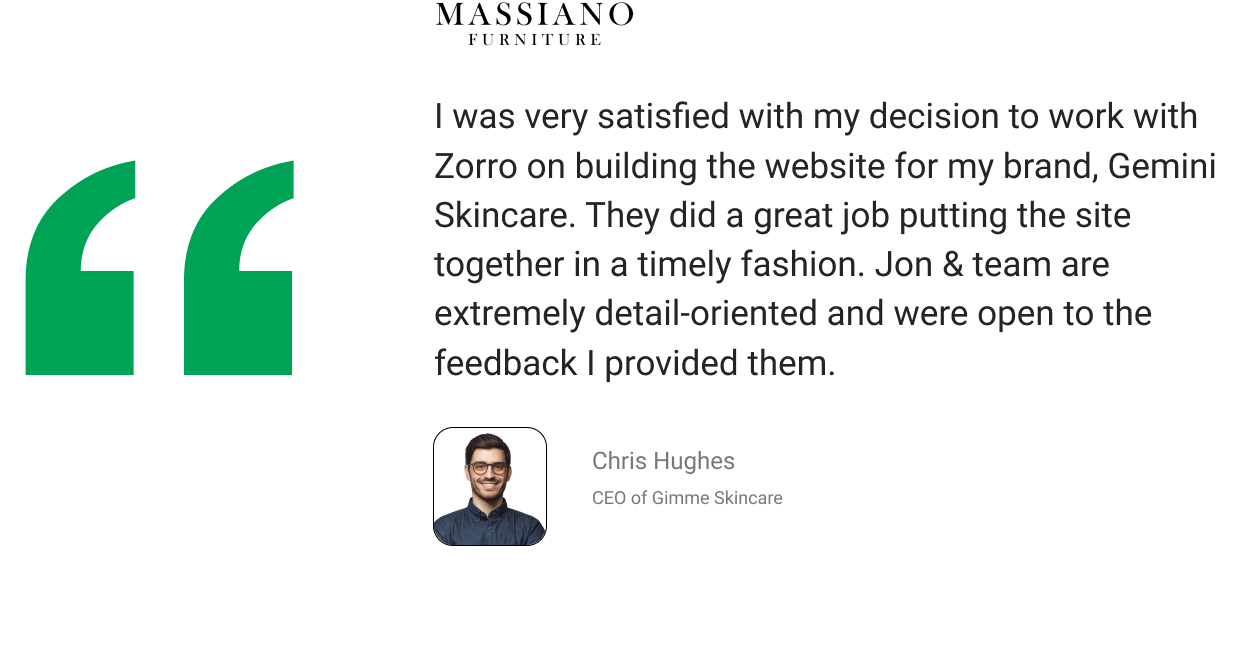 MASSIANO
FURNITURE
I was very satisfied with my decision to work with
Zorro on building the website for my brand, Gemini
Skincare. They did a great job putting the site
together in a timely fashion. Jon & team are
extremely detail-oriented and were open to the
feedback I provided them.
Chris Hughes
CEO of Gimme Skincare